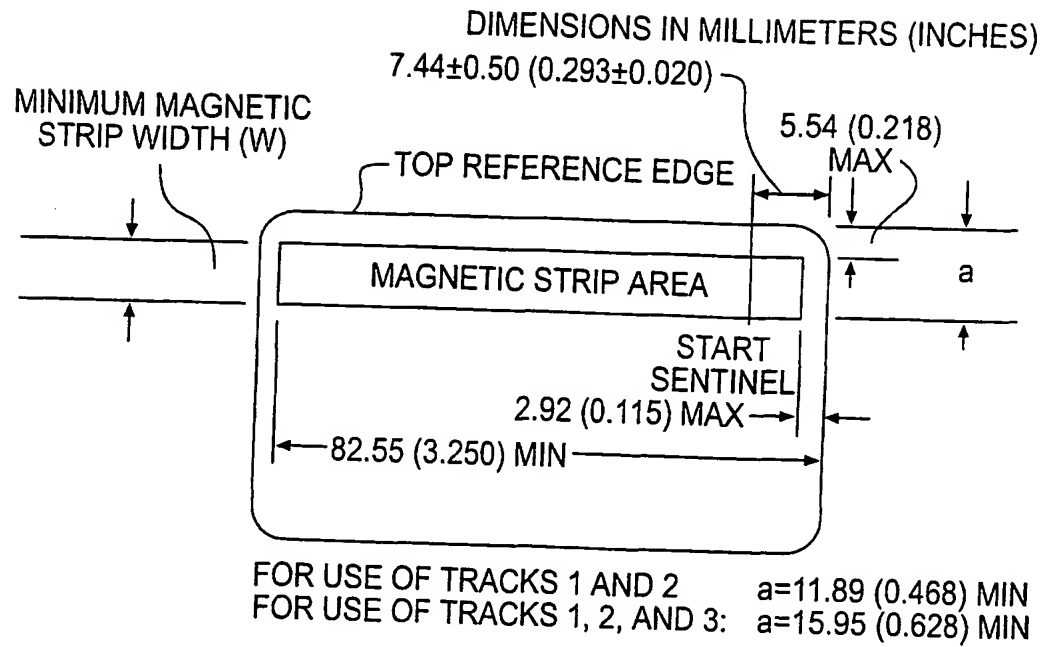 DIMENSIONS IN MILLIMETERS (INCHES)
7.44±0.50 (0.293±0.020)
MINIMUM MAGNETIC
STRIP WIDTH (W)
5.54 (0.218)
MAX
TOP REFERENCE EDGE
a
MAGNETIC STRIP AREA
START
SENTINEL
2.92 (0.115) MAX
82.55 (3.250) MIN
FOR USE OF TRACKS 1 AND 2 a=11.89 (0.468) MIN
FOR USE OF TRACKS 1, 2, AND 3: a=15.95 (0.628) MIN